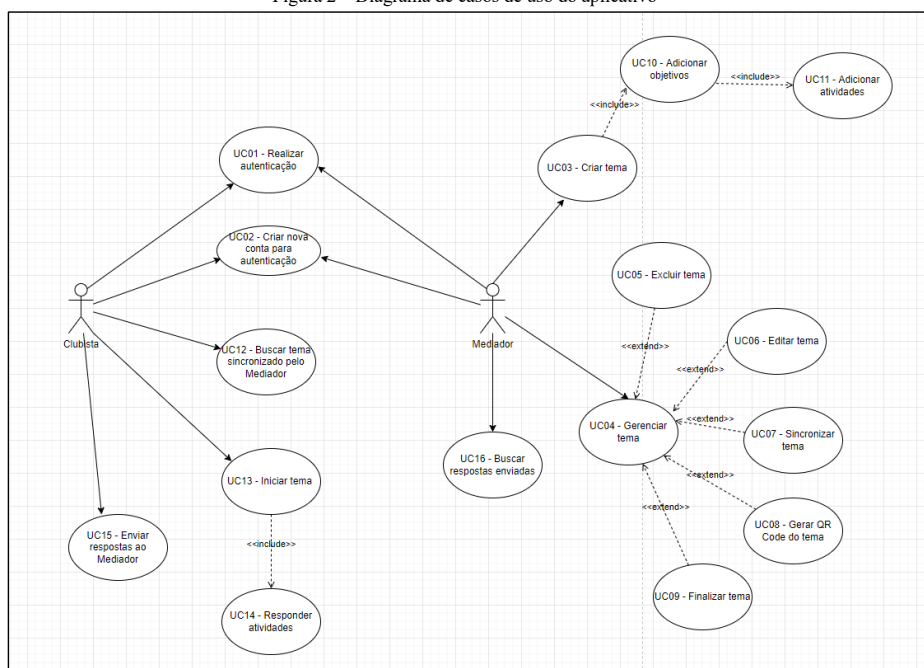 Figura 2 – Diagrama de casos de uso do aplicativo
UC10 - Adicionar
objetivos
<<include>>
UC11 - Adicionar
atividades
<<include>>
UC01 - Realizar
autenticação
UC03 - Criar tema
UC02 - Criar nova
conta para
autenticação
UC05 - Excluir tema
Clubista
Mediador
UC12 - Buscar tema
sincronizado pelo
Mediador
<<extend>>
UC06 - Editar tema
<<extend>>
UC04 - Gerenciar
tema
<<extend>>
UC07 - Sincronizar
tema
UC16 - Buscar
respostas enviadas
<<extend>>
UC13 - Iniciar tema
<<extend>>
UC08 - Gerar QR
Code do tema
UC15 - Enviar
respostas ao
Mediador
<<include>>
UC09 - Finalizar tema
UC14 - Responder
atividades